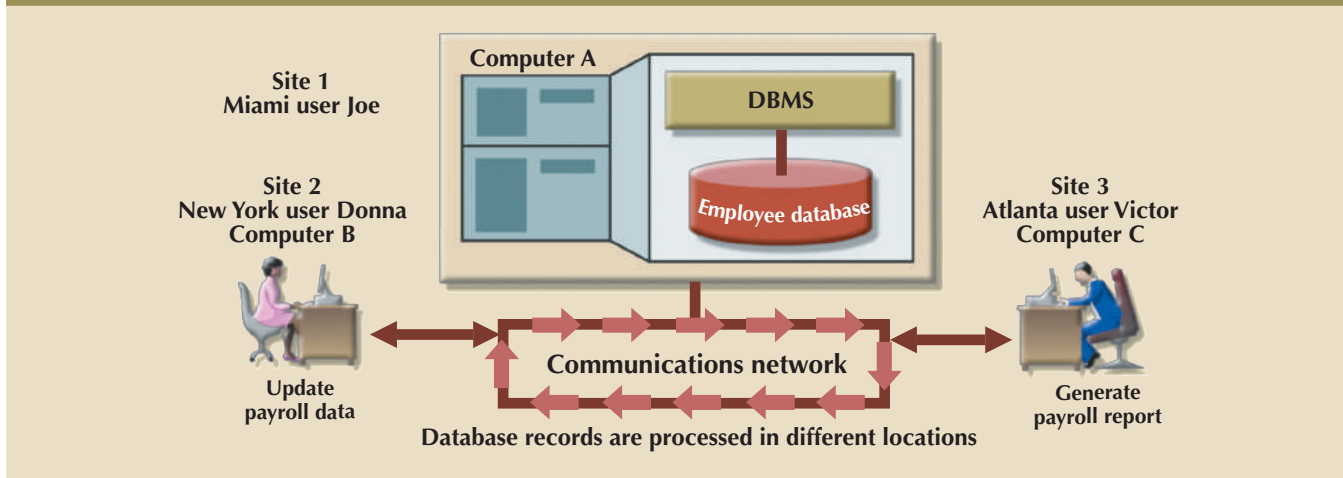 Computer A
DBMS
Employee database
Site 1
Miami user Joe
Site 2
New York user Donna
Computer B
Update
payroll data
Site 3
Atlanta user Victor
Computer C
Generate
payroll report
Communications network
Database records are processed in different locations